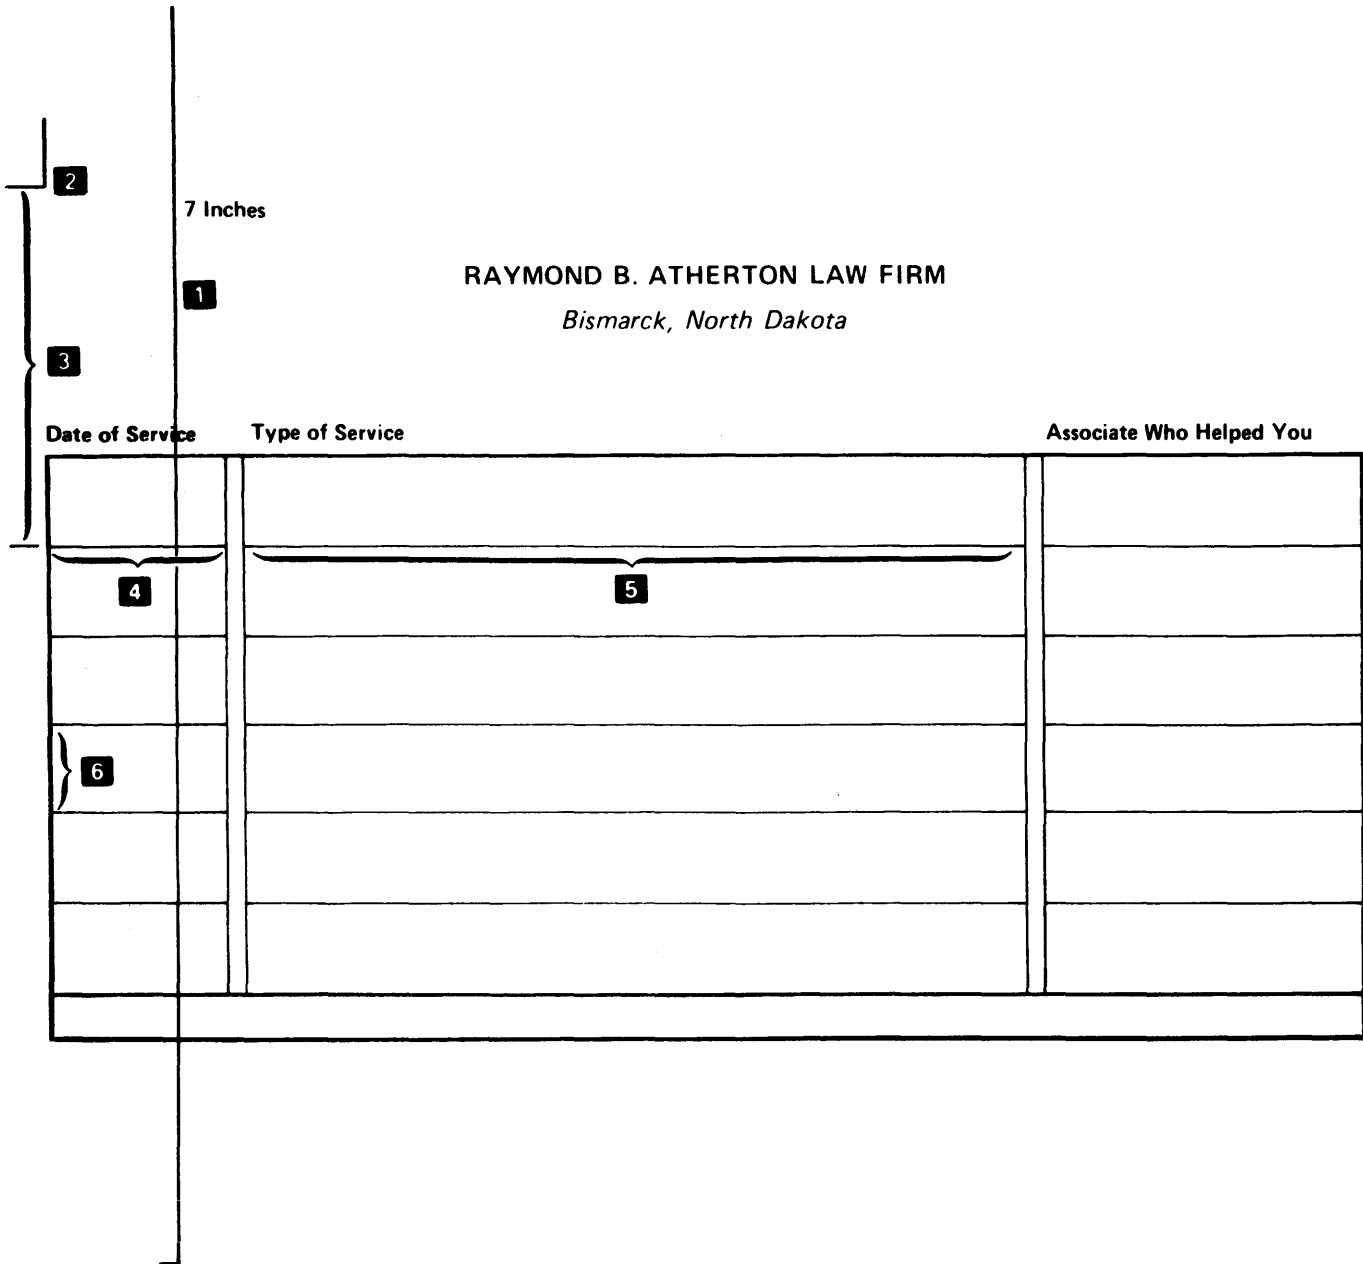 2
7 Inches
RAYMOND B. ATHERTON LAW FIRM
1
Bismarck, North Dakota
3
Date of Service Type of Service Associate Who Helped You
4 5
6